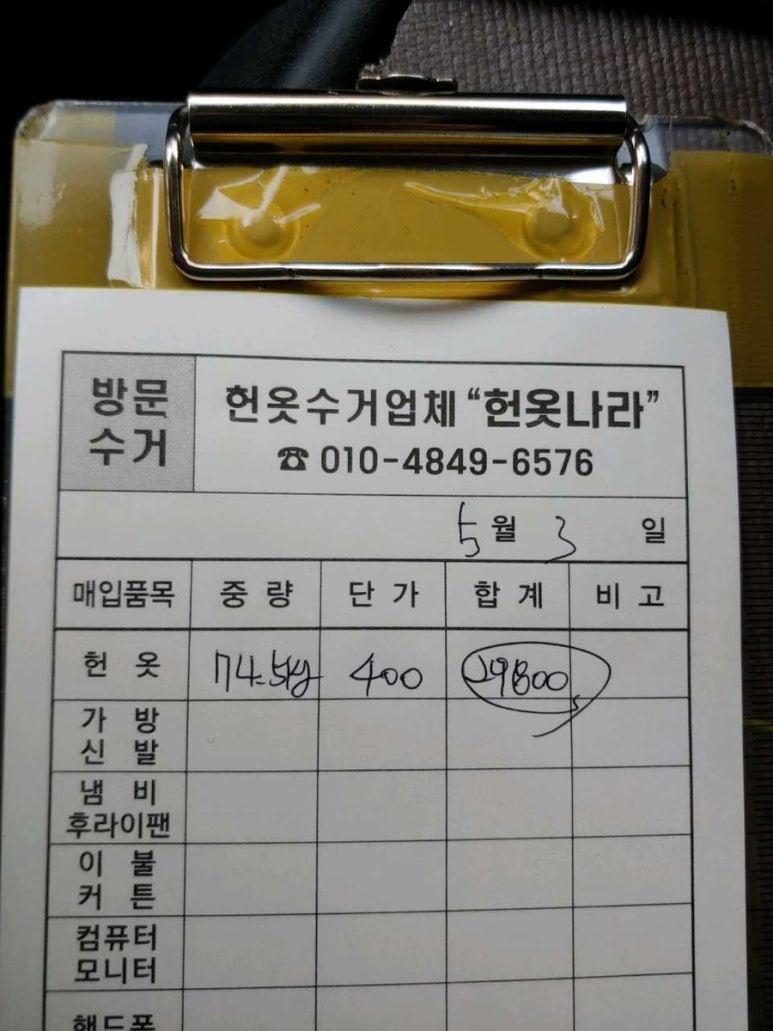 방문
수거
헌옷수거업체 “헌옷나라”
☎ 010-4849-6576
5월 3 일
매입품목 중 량 단 가 합 계 비 고
헌 옷 74.5kg 400 29800
가 방
신 발
냄 비
후라이팬
이 불
커 튼
컴퓨터
모니터
핸드폰